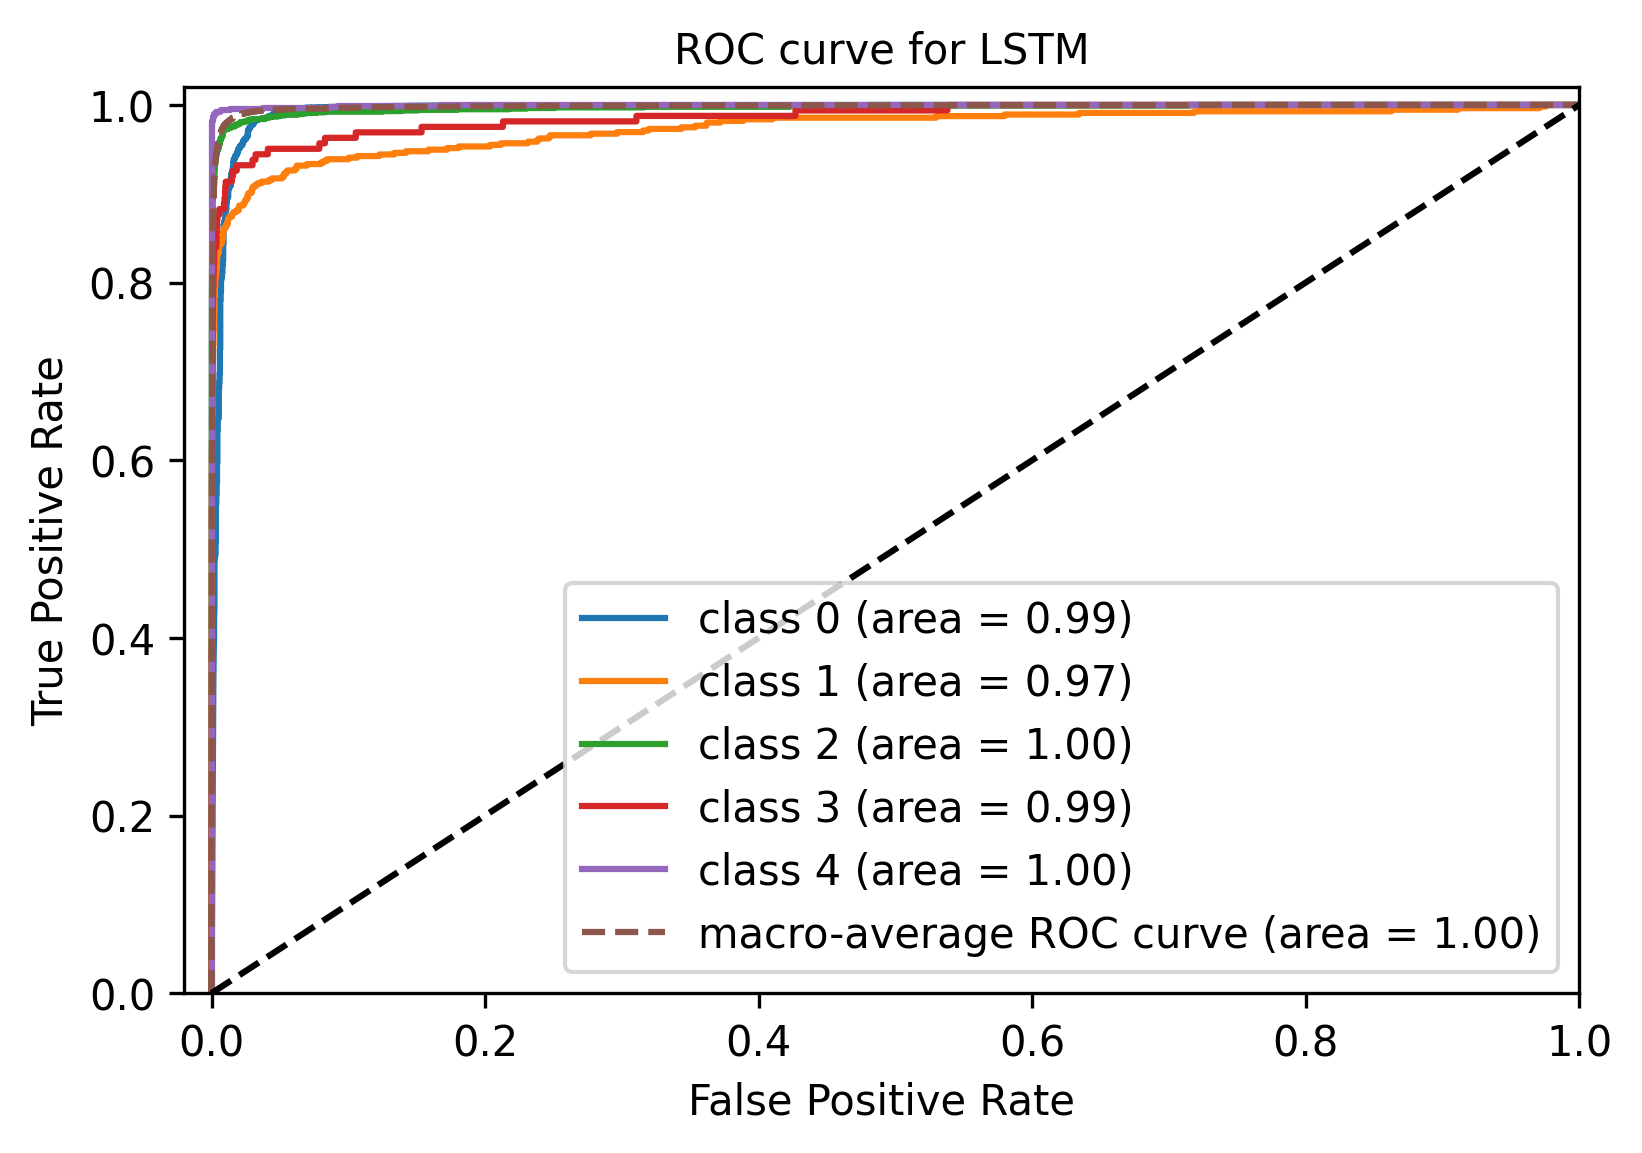 ROC curve for LSTM
1.0
0.8
0.6
0.4
0.2
0.0
True Positive Rate
class 0 (area = 0.99)
class 1 (area = 0.97)
class 2 (area = 1.00)
class 3 (area = 0.99)
class 4 (area = 1.00)
macro-average ROC curve (area = 1.00)
0.0 0.2 0.4 0.6 0.8 1.0
False Positive Rate